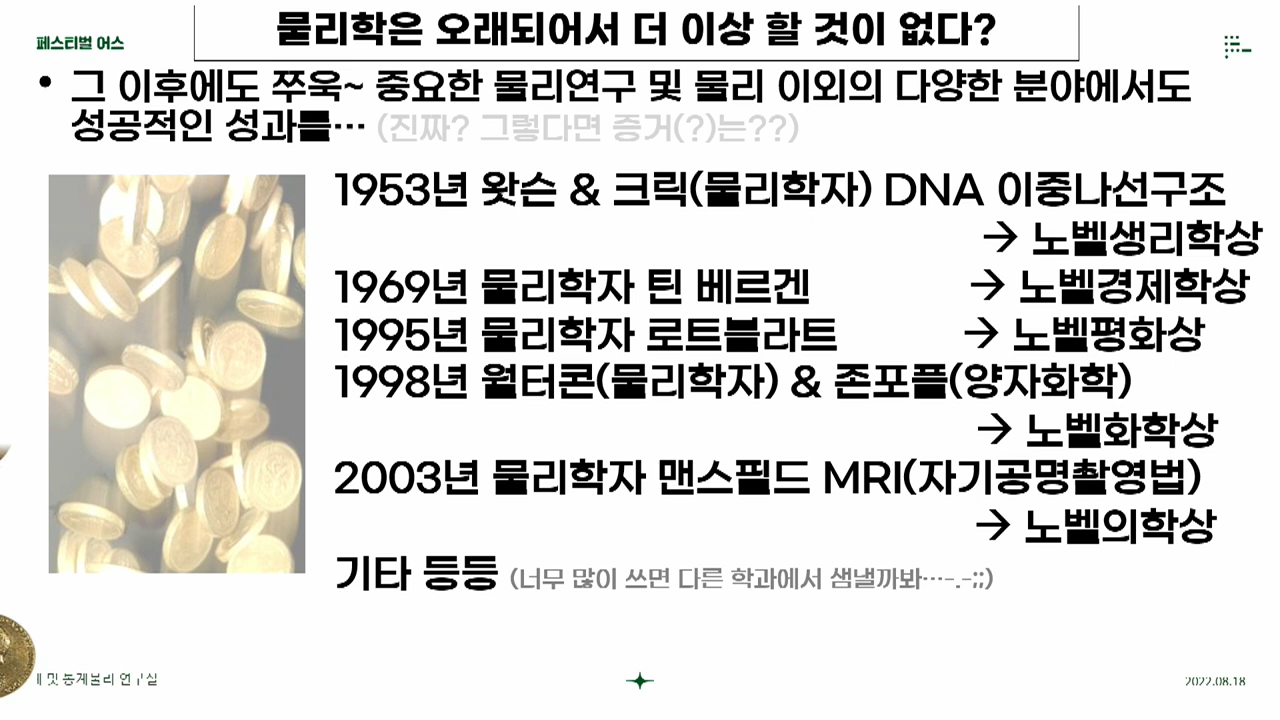 물리학은 오래되어서 더 이상 할 것이 없다?
페스티벌 어스
• 그 이후에도 쭈욱~ 중요한 물리연구 및 물리 이외의 다양한 분야에서도
성공적인 성과를… (진짜? 그렇다면 증거(?)는??)
1953년 왓슨 & 크릭(물리학자) DNA 이중나선구조
→ 노벨생리학상
1969년 물리학자 틴 베르겐 → 노벨경제학상
1995년 물리학자 로트블라트 → 노벨평화상
1998년 월터콘(물리학자) & 존포플(양자화학)
→ 노벨화학상
2003년 물리학자 맨스필드 MRI(자기공명촬영법)
→ 노벨의학상
기타 등등 (너무 많이 쓰면 다른 학과에서 샘낼까봐…-.-;;)
및 통계물리 연구실
2022.08.18